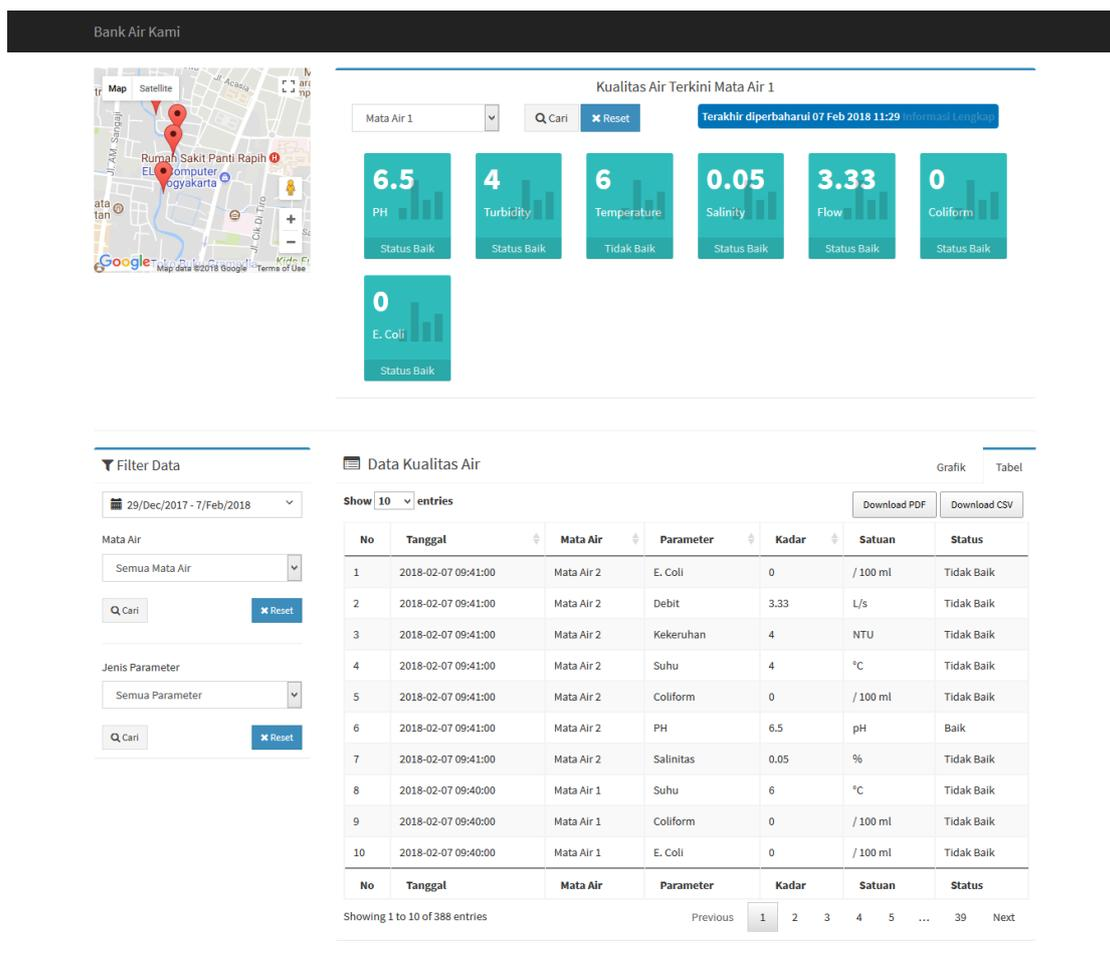 Bank Air Kami
Map Satellite
Jl. Acasia
Jl. AM. Sangaji
Rumah Sakit Panti Rapih H
Computer
ogyakarta
ata
tan
Jl. Cik Di Tiro
Google
Map data ©2018 Google Terms of Use
Kualitas Air Terkini Mata Air 1
Mata Air 1
Cari
Reset
Terakhir diperbaharui 07 Feb 2018 11:29 Informasi Lengkap
6.5 4 6 0.05 3.33 0
PH Turbidity Temperature Salinity Flow Coliform
Status Baik Status Baik Tidak Baik Status Baik Status Baik Status Baik
0
E. Coli
Status Baik
Filter Data
29/Dec/2017 - 7/Feb/2018
Mata Air
Semua Mata Air
Cari Reset
Jenis Parameter
Semua Parameter
Cari Reset
Data Kualitas Air
Grafik Tabel
Show 10 entries
Download PDF Download CSV
No Tanggal Mata Air Parameter Kadar Satuan Status
1 2018-02-07 09:41:00 Mata Air 2 E. Coli 0 / 100 ml Tidak Baik
2 2018-02-07 09:41:00 Mata Air 2 Debit 3.33 L/s Tidak Baik
3 2018-02-07 09:41:00 Mata Air 2 Kekeruhan 4 NTU Tidak Baik
4 2018-02-07 09:41:00 Mata Air 2 Suhu 4 °C Tidak Baik
5 2018-02-07 09:41:00 Mata Air 2 Coliform 0 / 100 ml Tidak Baik
6 2018-02-07 09:41:00 Mata Air 2 PH 6.5 pH Baik
7 2018-02-07 09:41:00 Mata Air 2 Salinitas 0.05 % Tidak Baik
8 2018-02-07 09:40:00 Mata Air 1 Suhu 6 °C Tidak Baik
9 2018-02-07 09:40:00 Mata Air 1 Coliform 0 / 100 ml Tidak Baik
10 2018-02-07 09:40:00 Mata Air 1 E. Coli 0 / 100 ml Tidak Baik
No Tanggal Mata Air Parameter Kadar Satuan Status
Showing 1 to 10 of 388 entries
Previous 1 2 3 4 5 ... 39 Next